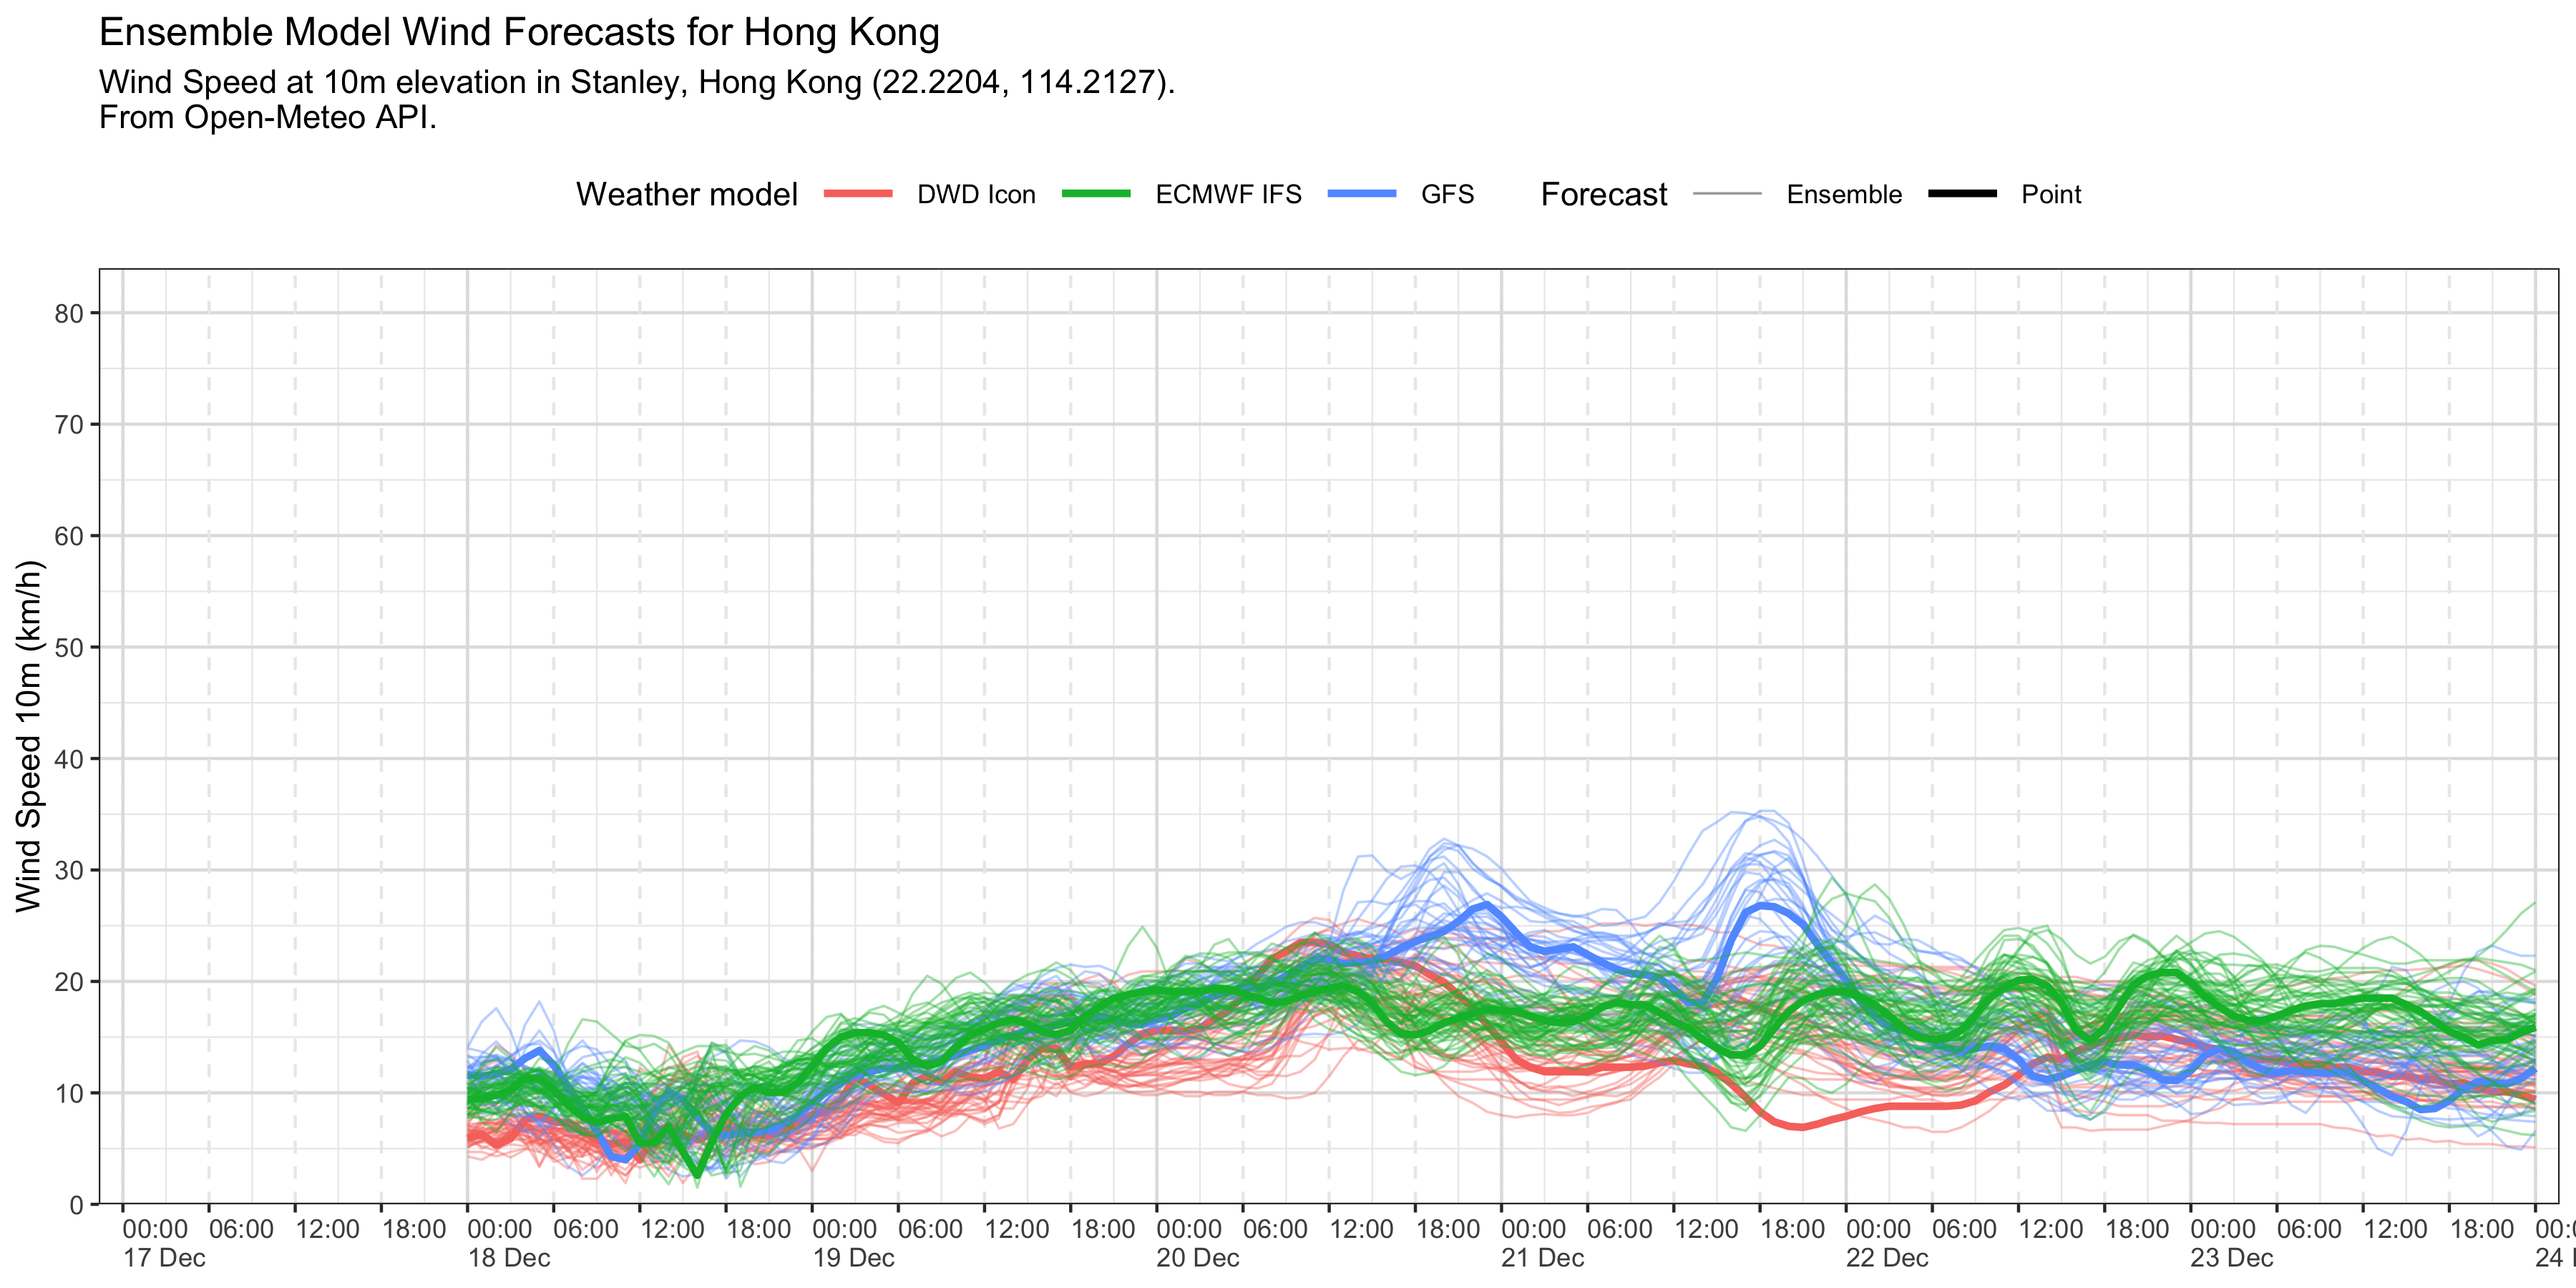 Ensemble Model Wind Forecasts for Hong Kong
Wind Speed at 10m elevation in Stanley, Hong Kong (22.2204, 114.2127).
From Open-Meteo API.
Weather model DWD Icon ECMWF IFS GFS Forecast Ensemble Point
Wind Speed 10m (km/h)
80
70
60
50
40
30
20
10
0
00:00 06:00 12:00 18:00 00:00 06:00 12:00 18:00 00:00 06:00 12:00 18:00 00:00 06:00 12:00 18:00 00:00 06:00 12:00 18:00 00:00 06:00 12:00 18:00 00:00 06:00 12:00 18:00 00:0
17 Dec 18 Dec 19 Dec 20 Dec 21 Dec 22 Dec 23 Dec 24